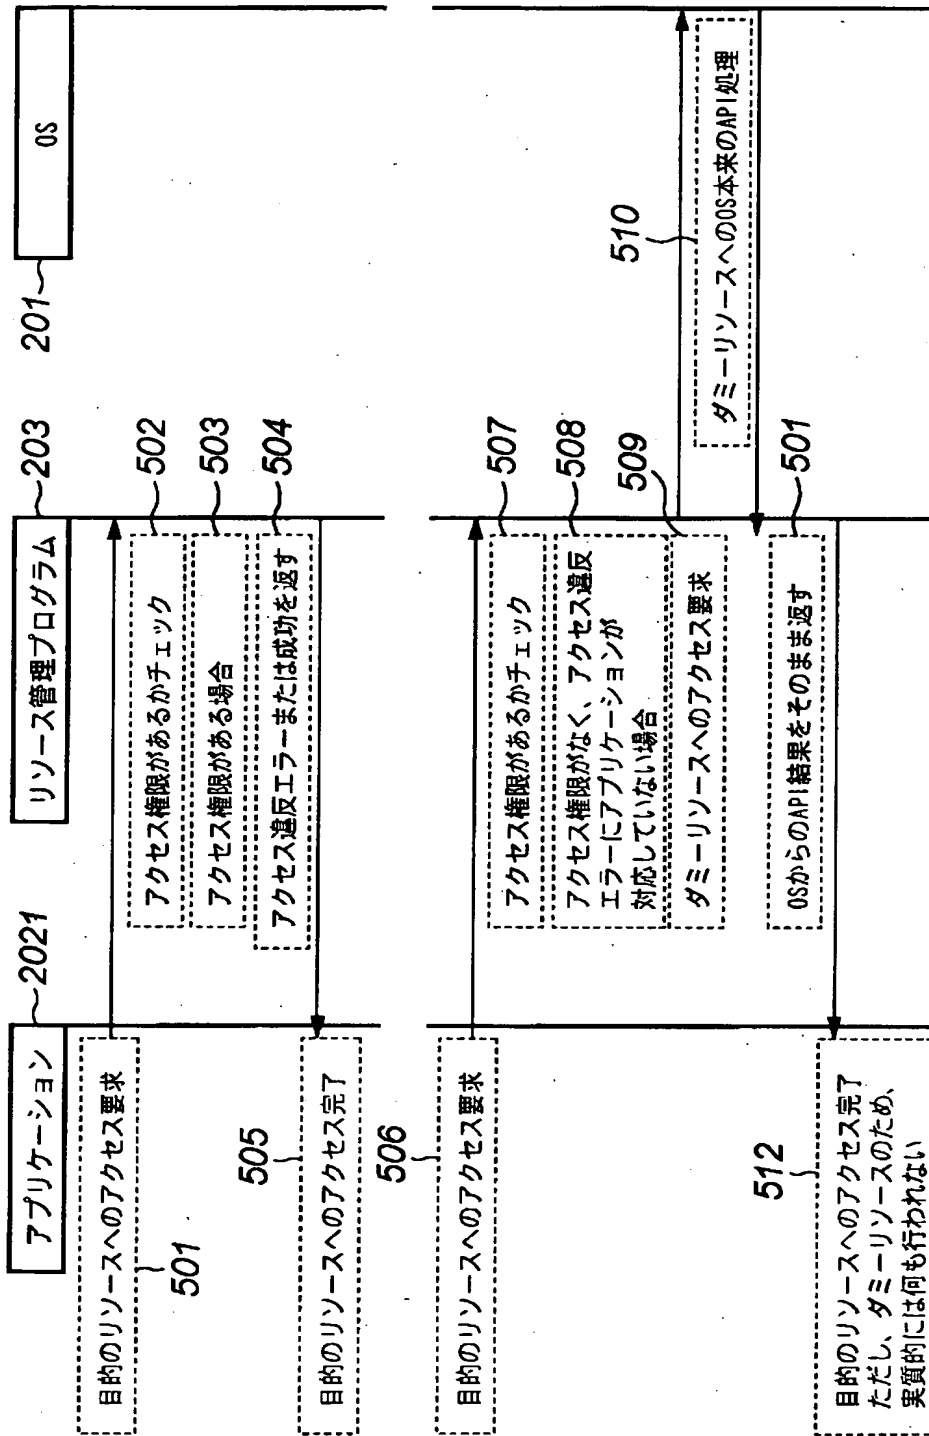 アプリケーション
2021
リソース管理プログラム
203
OS
201
目的のリソースへのアクセス要求
501
アクセス権限があるかチェック
502
アクセス権限がある場合
503
アクセス違反エラーまたは成功を返す
504
目的のリソースへのアクセス完了
505
目的のリソースへのアクセス要求
506
アクセス権限があるかチェック
507
アクセス権限がなく、アクセス違反
エラーにアプリケーションが
対応していない場合
508
ダミーリソースへのアクセス要求
509
ダミーリソースへのOS本来のAPI処理
510
OSからのAPI結果をそのまま返す
501
目的のリソースへのアクセス完了
ただし、ダミーリソースのため、
実質的には何も行われない
512